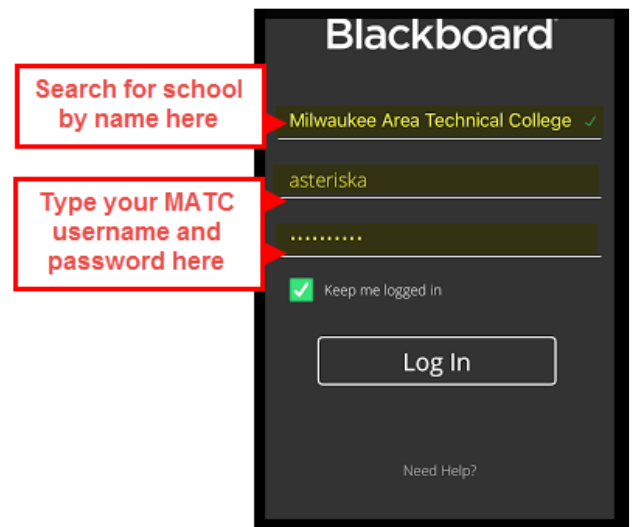 Blackboard
Search for school
by name here
Milwaukee Area Technical College
asteriska
Type your MATC
username and
password here
••••••••••
Keep me logged in
Log In
Need Help?